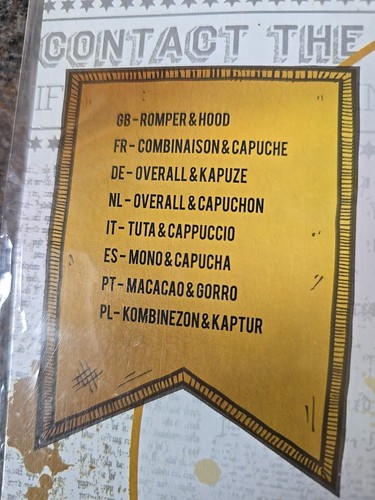 CONTACT THE
IF
GB – ROMPER & HOOD
FR – COMBINAISON & CAPUCHE
DE – OVERALL & KAPUZE
NL – OVERALL & CAPUCHON
IT – TUTA & CAPPUCCIO
ES – MONO & CAPUCHA
PT – MACACAO & GORRO
PL – KOMBINEZON & KAPTUR